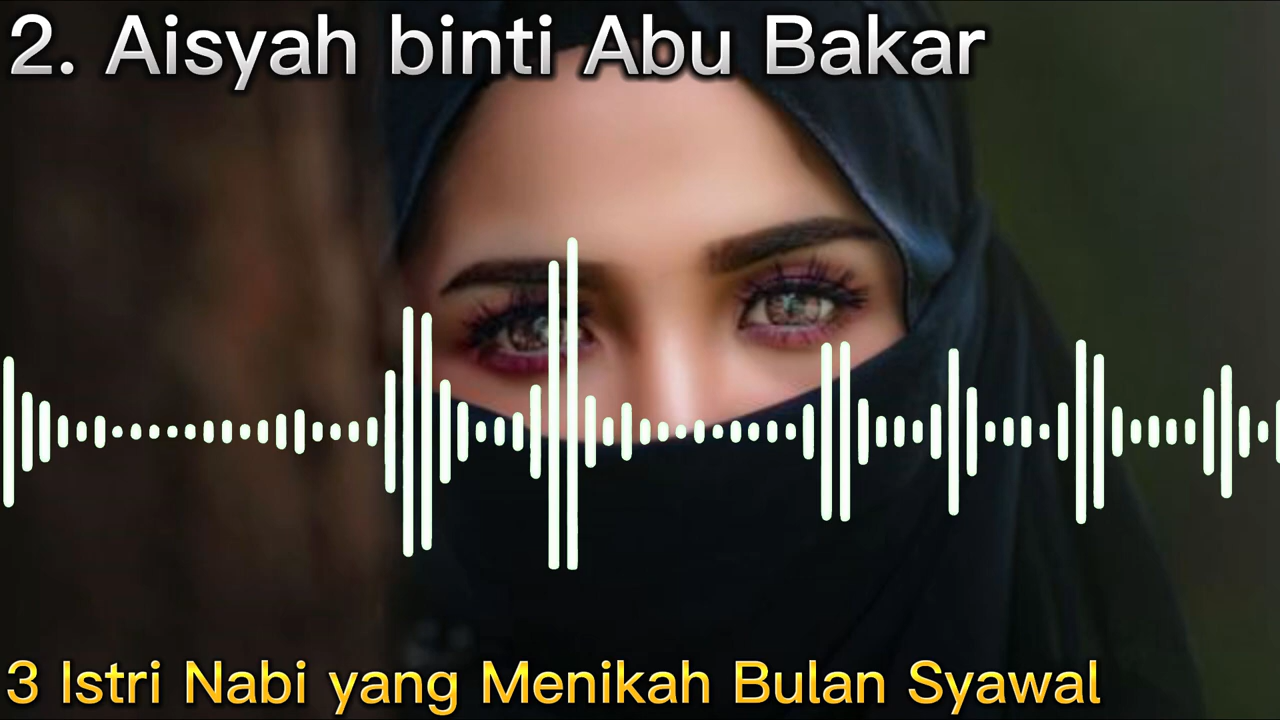 2. Aisyah binti Abu Bakar
3 Istri Nabi yang Menikah Bulan Syawal